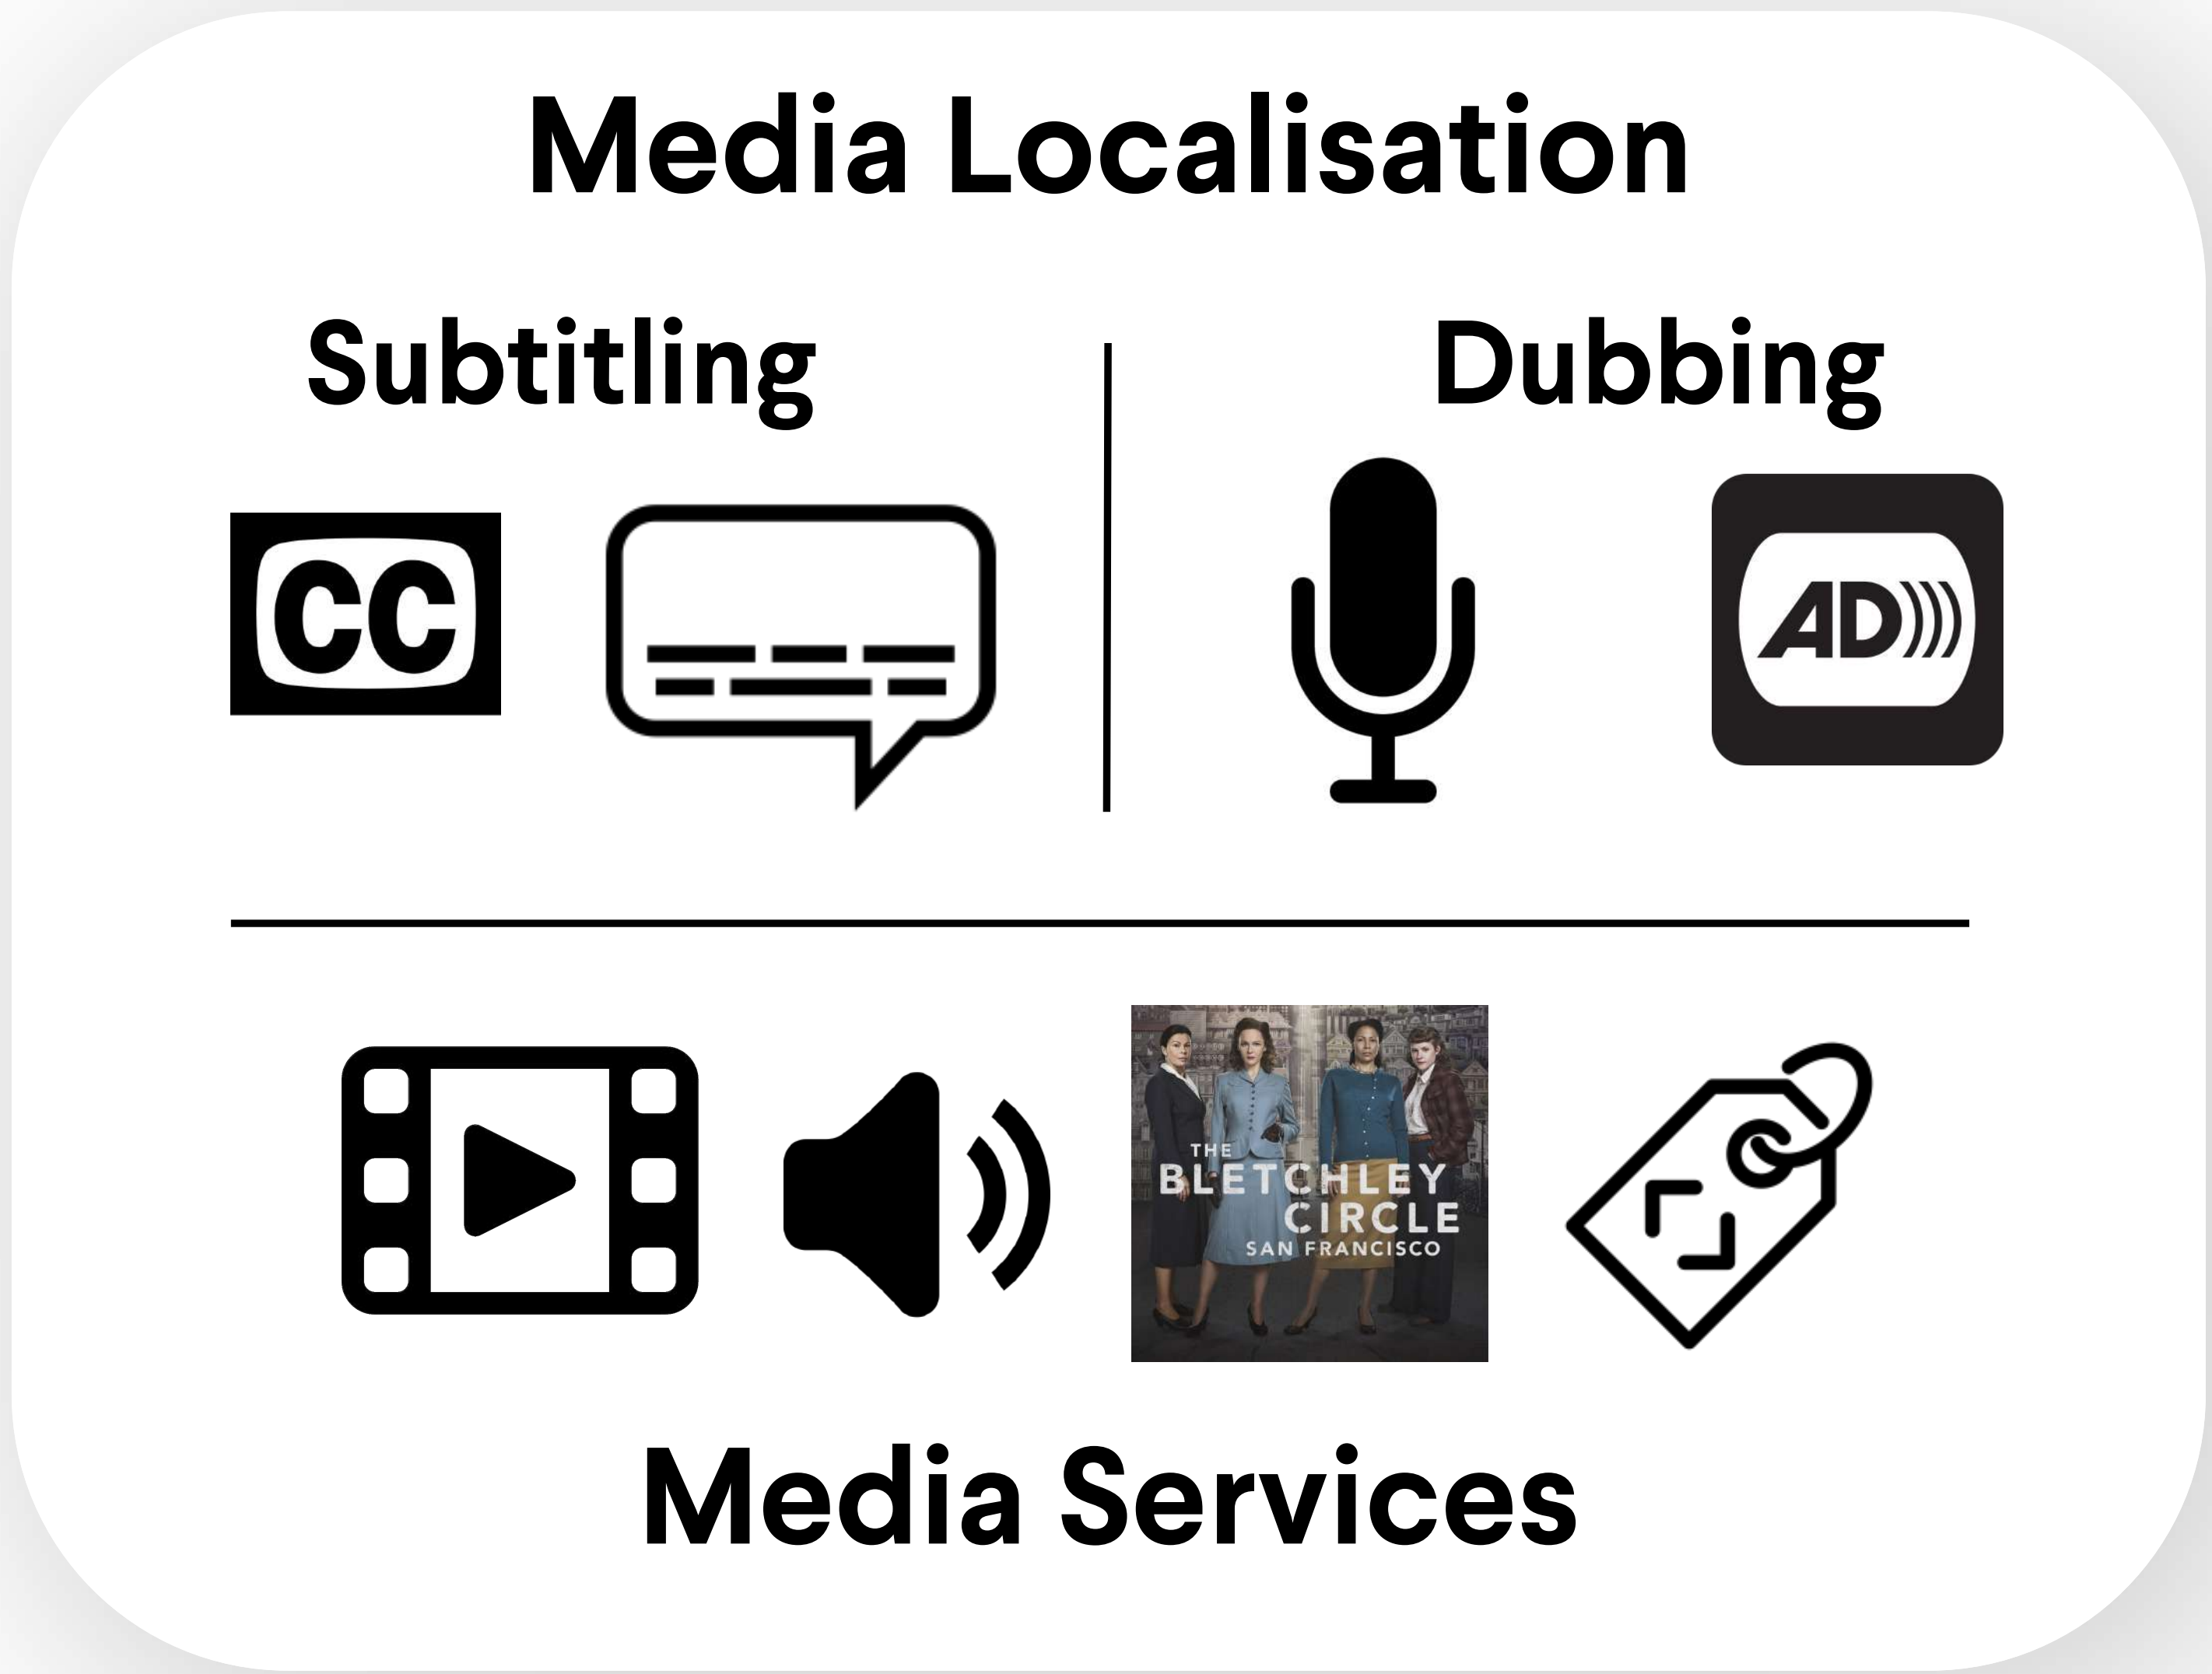 Media Localisation
Subtitling
Dubbing
CC
AD
THE
BLETCHLEY
CIRCLE
SAN FRANCISCO
Media Services